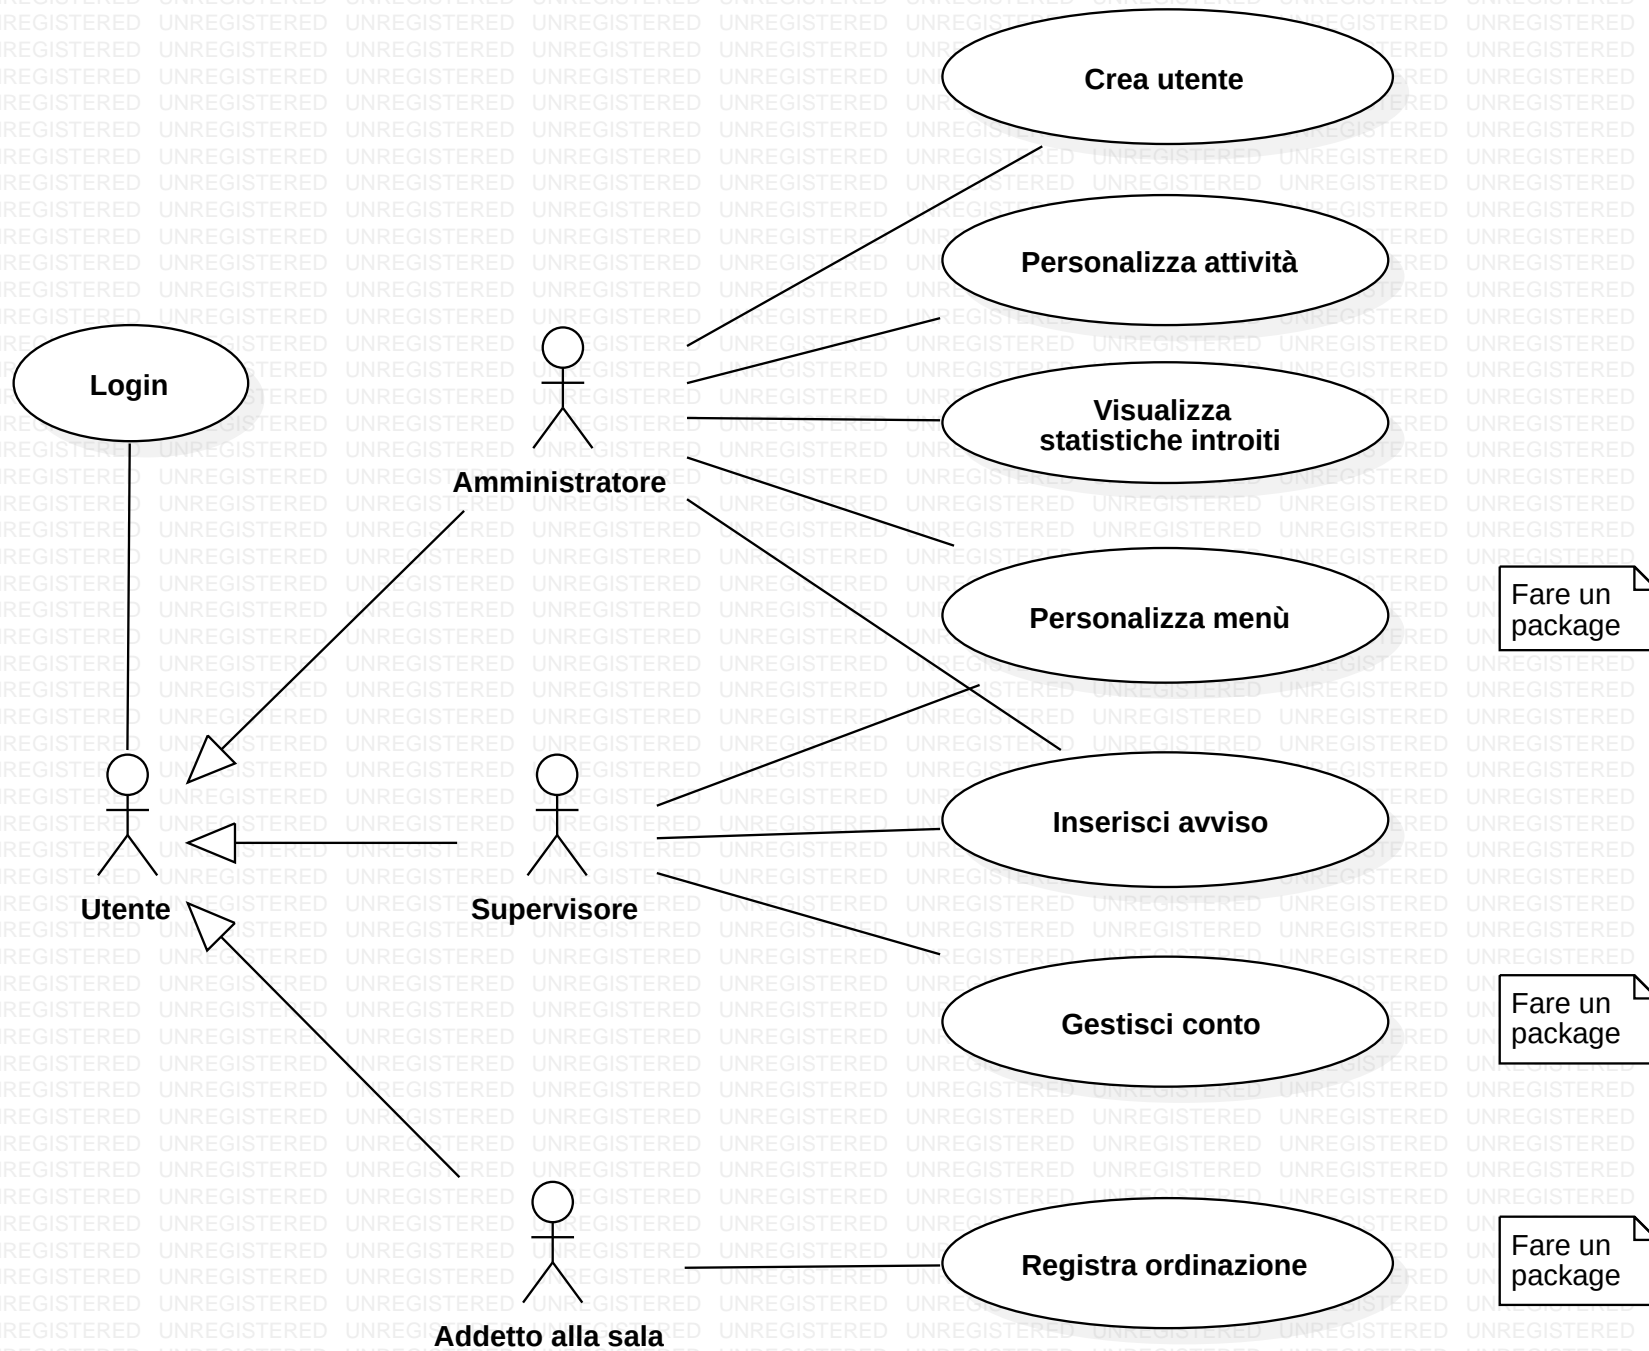 Crea utente
Personalizza attività
Login
Visualizza
statistiche introiti
Amministratore
Personalizza menù
Fare un
package
Inserisci avviso
Utente
Supervisore
Gestisci conto
Fare un
package
Registra ordinazione
Fare un
package
Addetto alla sala
UNREGISTERED